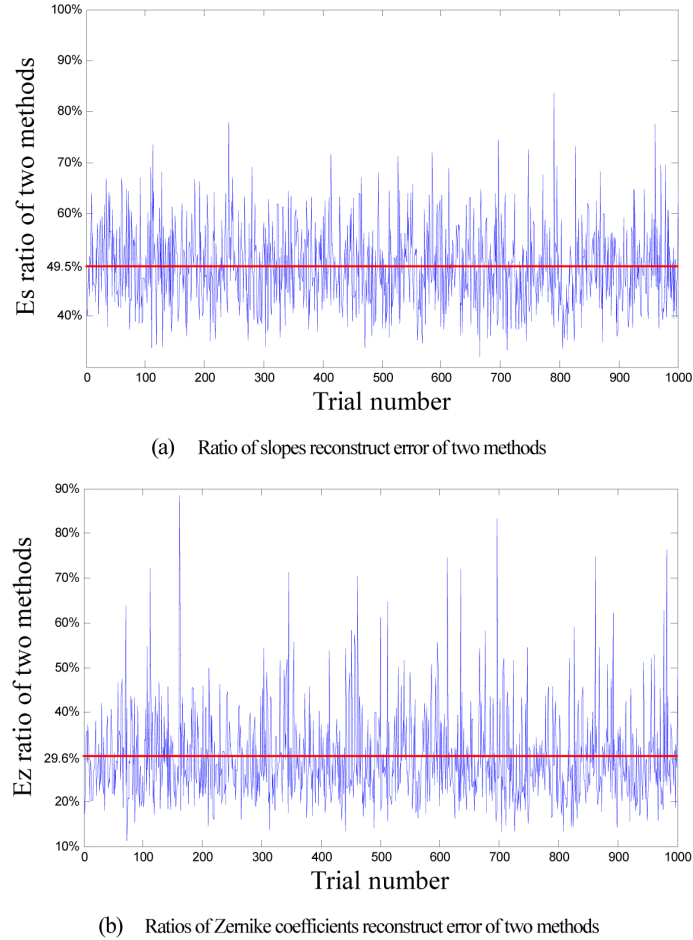 100%
90%
80%
70%
60%
49.5%
40%
Es ratio of two methods
0 100 200 300 400 500 600 700 800 900 1000
Trial number
(a) Ratio of slopes reconstruct error of two methods
90%
80%
70%
60%
50%
40%
29.6%
20%
10%
Ez ratio of two methods
0 100 200 300 400 500 600 700 800 900 1000
Trial number
(b) Ratios of Zernike coefficients reconstruct error of two methods